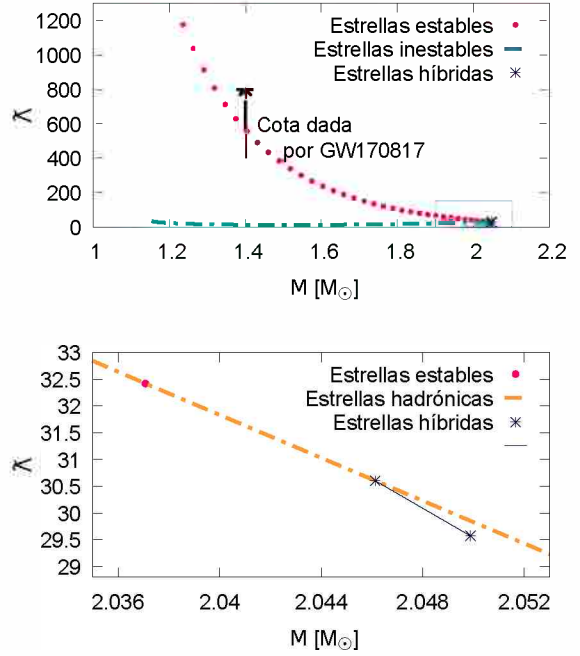 1200
1000
800
600
400
200
0
Estrellas estables
Estrellas inestables
Estrellas híbridas
Cota dada
por GW170817
1 1.2 1.4 1.6 1.8 2 2.2
M [M☉]
33
32.5
32
31.5
31
30.5
30
29.5
29
Estrellas estables
Estrellas hadrónicas
Estrellas híbridas
2.036 2.04 2.046 2.048 2.052
M [M☉]